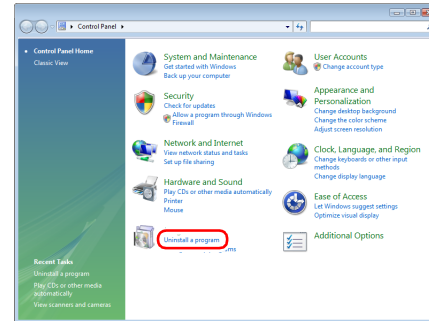 Control Panel
Control Panel Home
Classic View
System and Maintenance
Get started with Windows
Back up your computer
Security
Check for updates
Allow a program through Windows
Firewall
Network and Internet
View network status and tasks
Set up file sharing
Hardware and Sound
Play CDs or other media automatically
Printer
Mouse
Uninstall a program
User Accounts
Change account type
Appearance and
Personalization
Change desktop background
Change the color scheme
Adjust screen resolution
Clock, Language, and Region
Change keyboards or other input
methods
Change display language
Ease of Access
Let Windows suggest settings
Optimize visual display
Additional Options
Recent Tasks
Uninstall a program
Play CDs or other media
automatically
View scanners and cameras